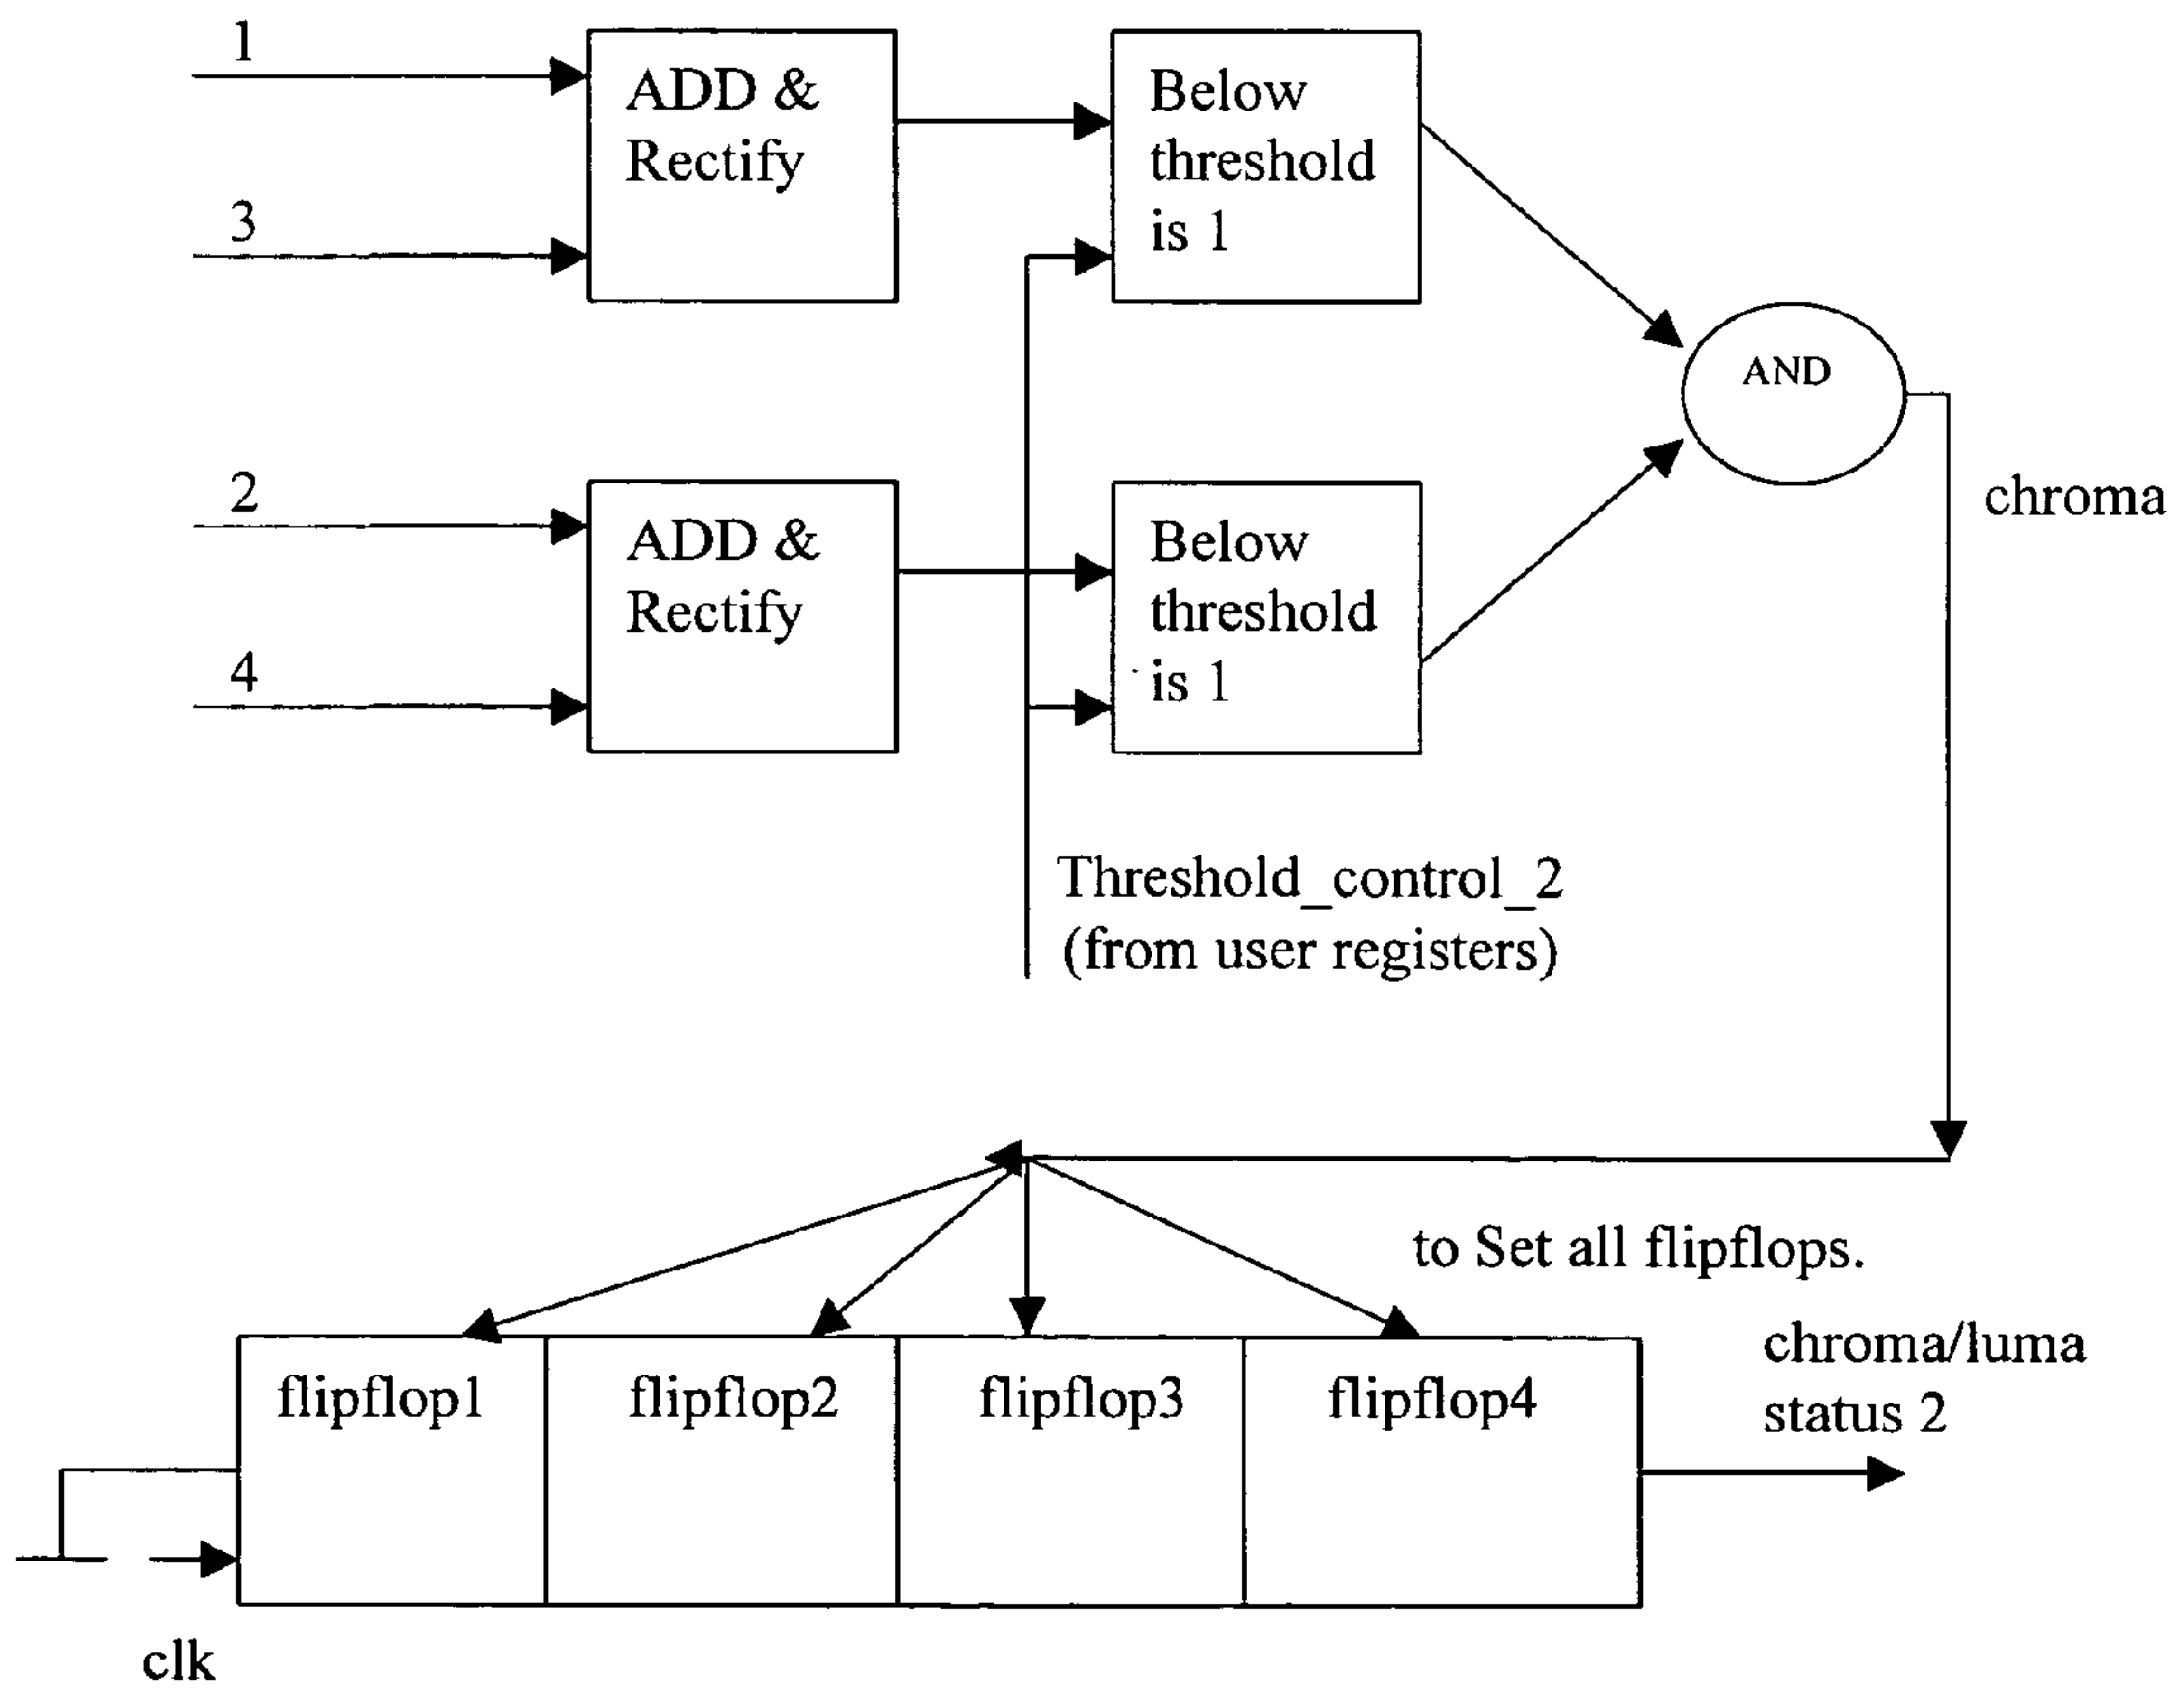 1
ADD &
Rectify
3
Below
threshold
is 1
AND
2
ADD &
Rectify
4
Below
threshold
is 1
chroma
Threshold_control_2
(from user registers)
to Set all flipflops.
flipflop1
flipflop2
flipflop3
flipflop4
chroma/luma
status 2
clk